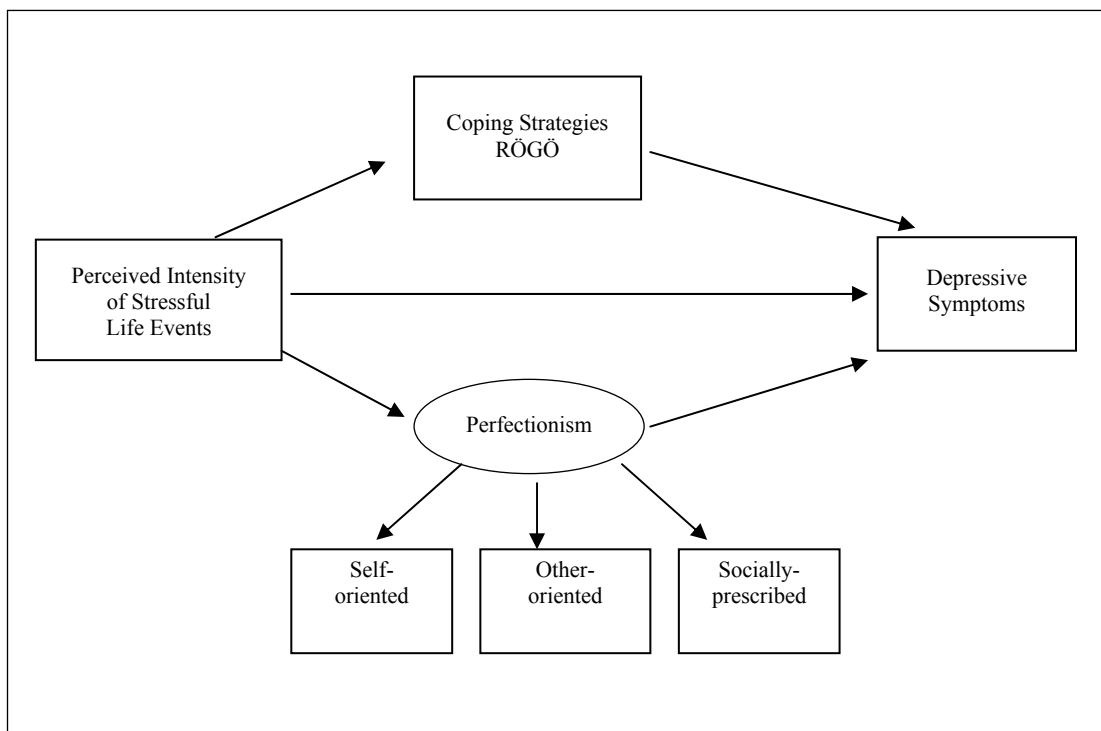 Coping Strategies
RÖGÖ
Perceived Intensity
of Stressful
Life Events
Depressive
Symptoms
Perfectionism
Self-
oriented
Other-
oriented
Socially-
prescribed